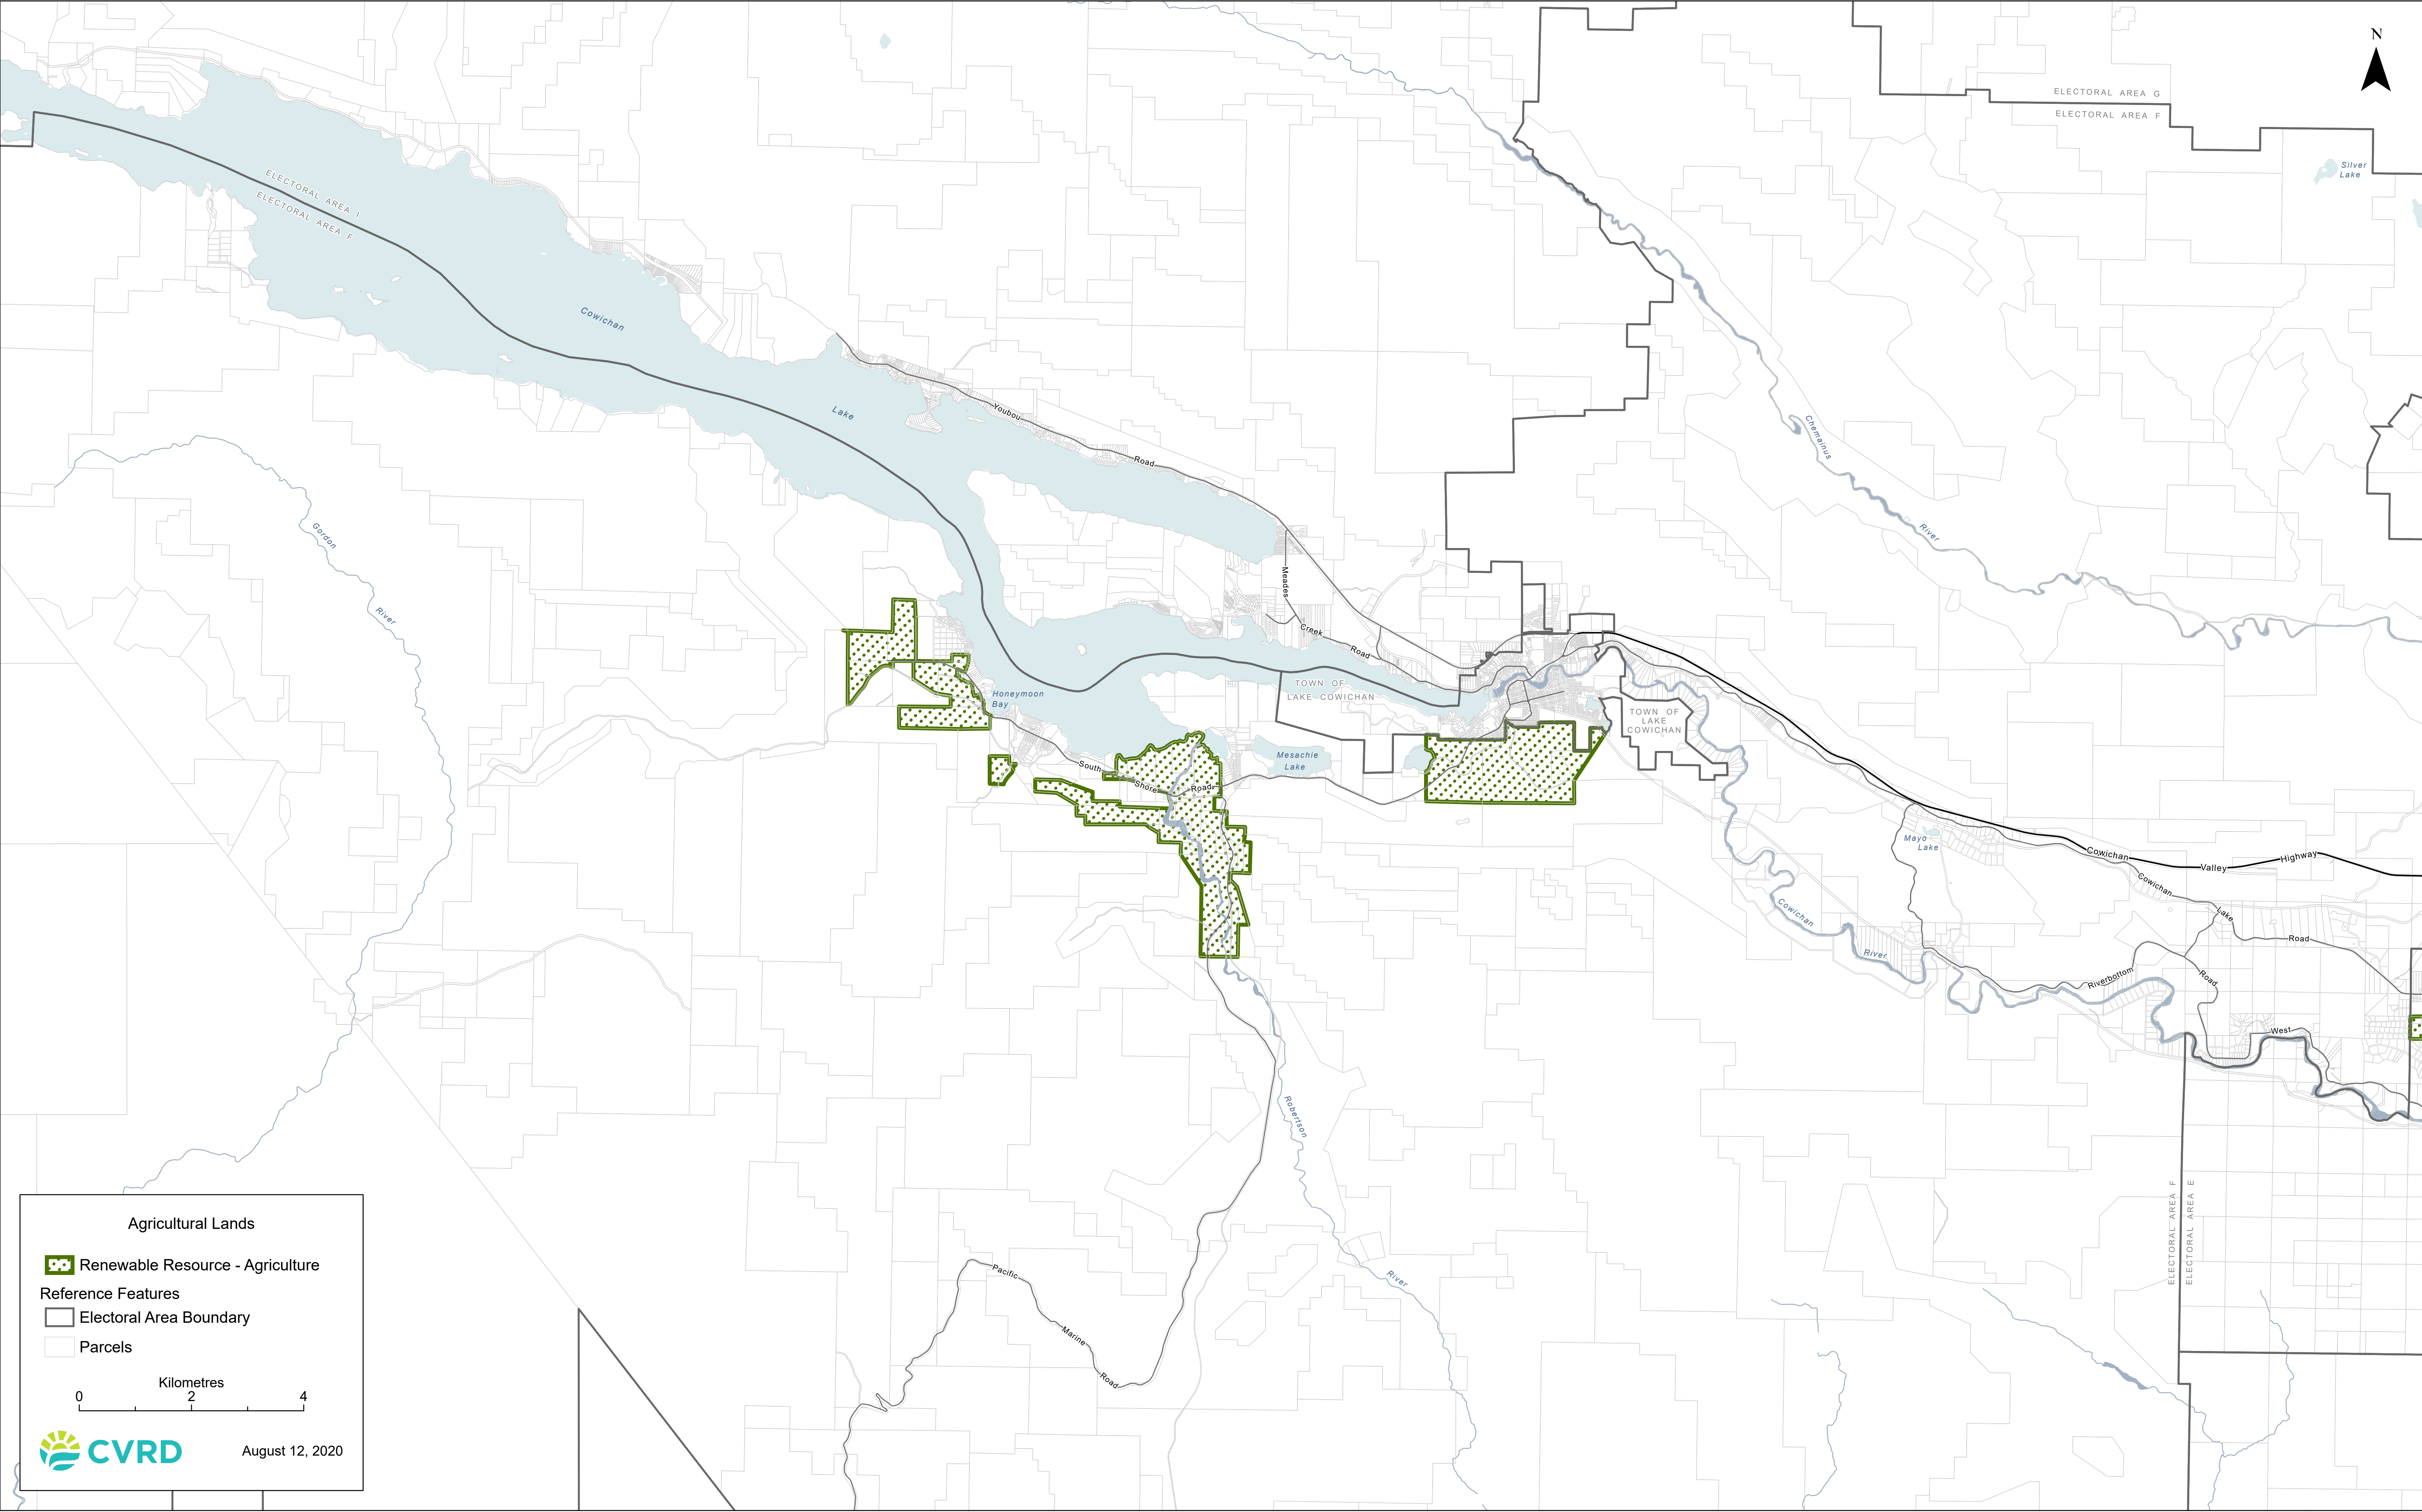 N
ELECTORAL AREA G
ELECTORAL AREA F
Silver
Lake
ELECTORAL AREA I
ELECTORAL AREA F
Cowichan
Lake
Youbou
Road
Chemainus
River
Gordon
River
Meades
Creek
Road
Honeymoon
Bay
TOWN OF
LAKE COWICHAN
TOWN OF
LAKE
COWICHAN
Mesachie
Lake
South
Shore
Road
Mayo
Lake
Cowichan
Valley
Highway
Cowichan
Lake
Road
Cowichan
River
Riverbottom
Road
West
Robertson
River
ELECTORAL AREA F
ELECTORAL AREA E
Pacific
Marine
Road
Agricultural Lands
Renewable Resource - Agriculture
Reference Features
Electoral Area Boundary
Parcels
Kilometres
0 2 4
CVRD
August 12, 2020